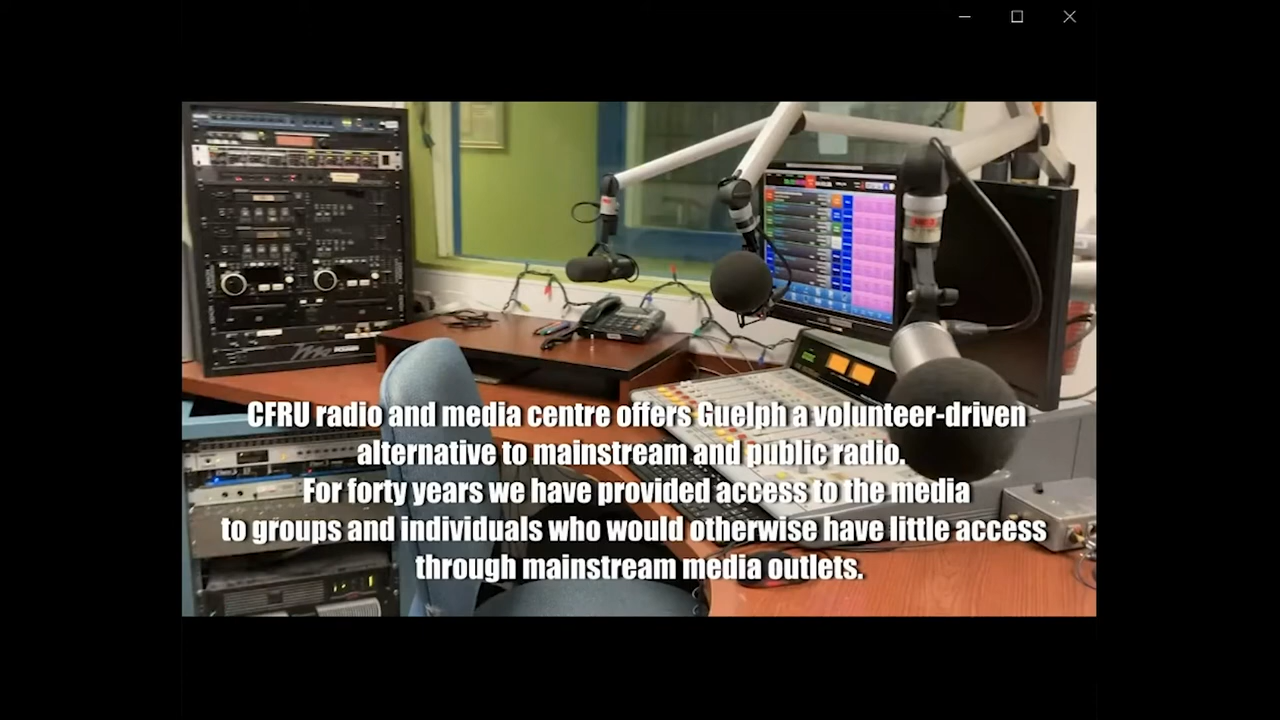 CFRU radio and media centre offers Guelph a volunteer-driven
alternative to mainstream and public radio.
For forty years we have provided access to the media
to groups and individuals who would otherwise have little access
through mainstream media outlets.